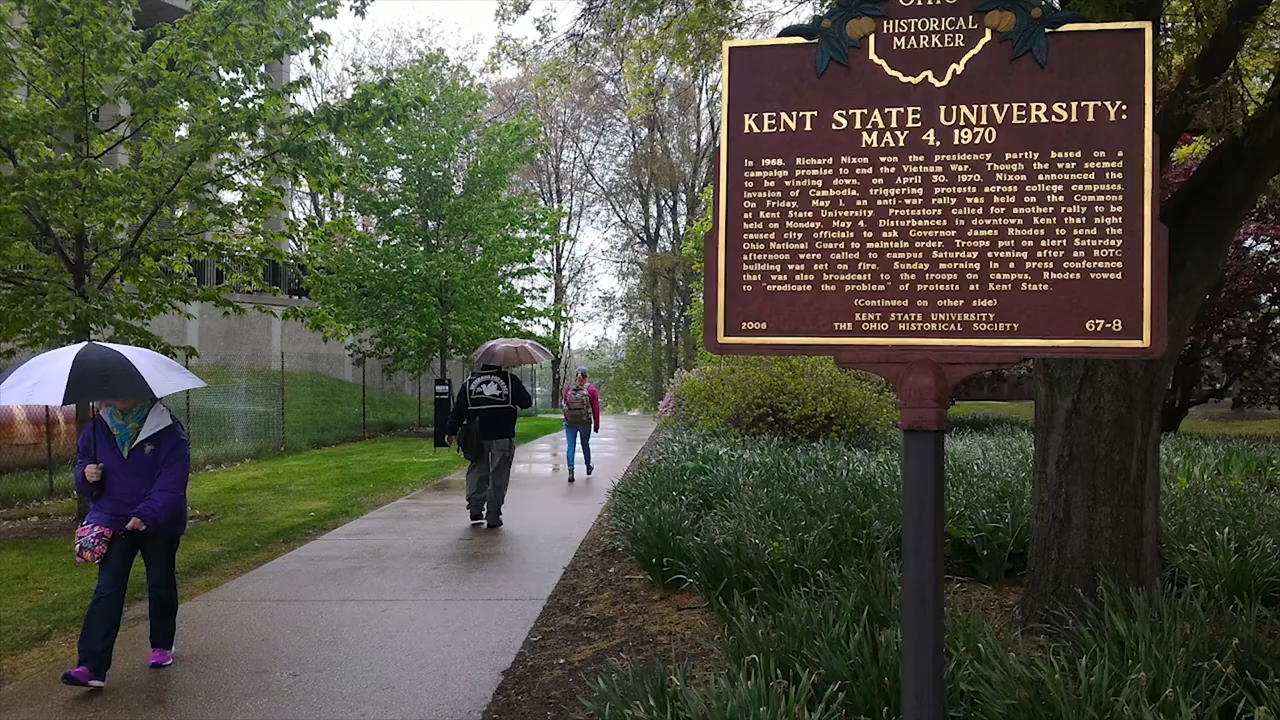 OHIO
HISTORICAL
MARKER
KENT STATE UNIVERSITY:
MAY 4, 1970
In 1968, Richard Nixon won the presidency partly based on a
campaign promise to end the Vietnam War. Though the war seemed
to be winding down, on April 30, 1970, Nixon announced the
invasion of Cambodia, triggering protests across college campuses.
On Friday, May 1, an anti-war rally was held on the Commons
at Kent State University. Protestors called for another rally to be
held on Monday, May 4. Disturbances in downtown Kent that night
caused city officials to ask Governor James Rhodes to send the
Ohio National Guard to maintain order. Troops put on alert Saturday
afternoon were called to campus Saturday evening after an ROTC
building was set on fire. Sunday morning in a press conference
that was also broadcast to the troops on campus, Rhodes vowed
to "eradicate the problem" of protests at Kent State.
(Continued on other side)
KENT STATE UNIVERSITY
2006 THE OHIO HISTORICAL SOCIETY 67-8